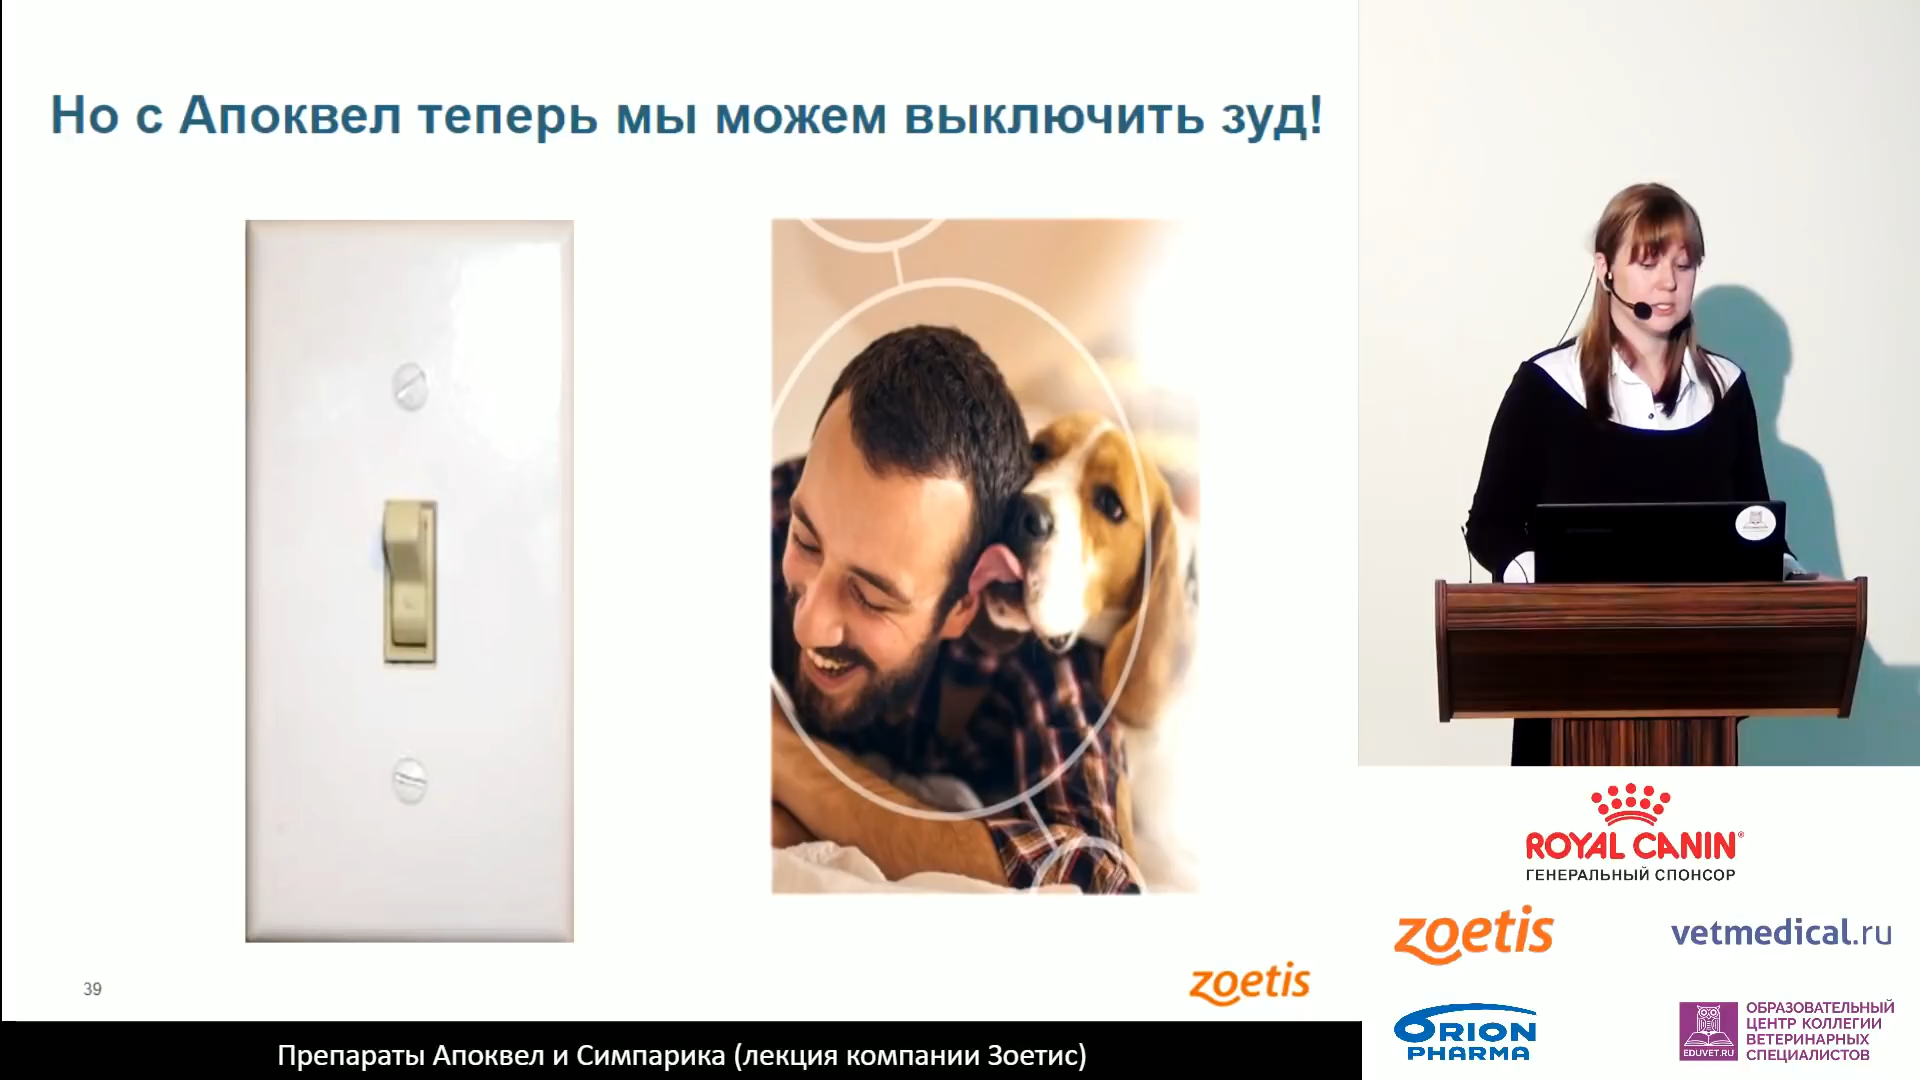 Но с Апоквел теперь мы можем выключить зуд!
39
zoetis
Препараты Апоквел и Симпарика (лекция компании Зоетис)
ROYAL CANIN®
ГЕНЕРАЛЬНЫЙ СПОНСОР
zoetis
vetmedical.ru
ORION
PHARMA
EDUVET.RU
ОБРАЗОВАТЕЛЬНЫЙ
ЦЕНТР КОЛЛЕГИИ
ВЕТЕРИНАРНЫХ
СПЕЦИАЛИСТОВ